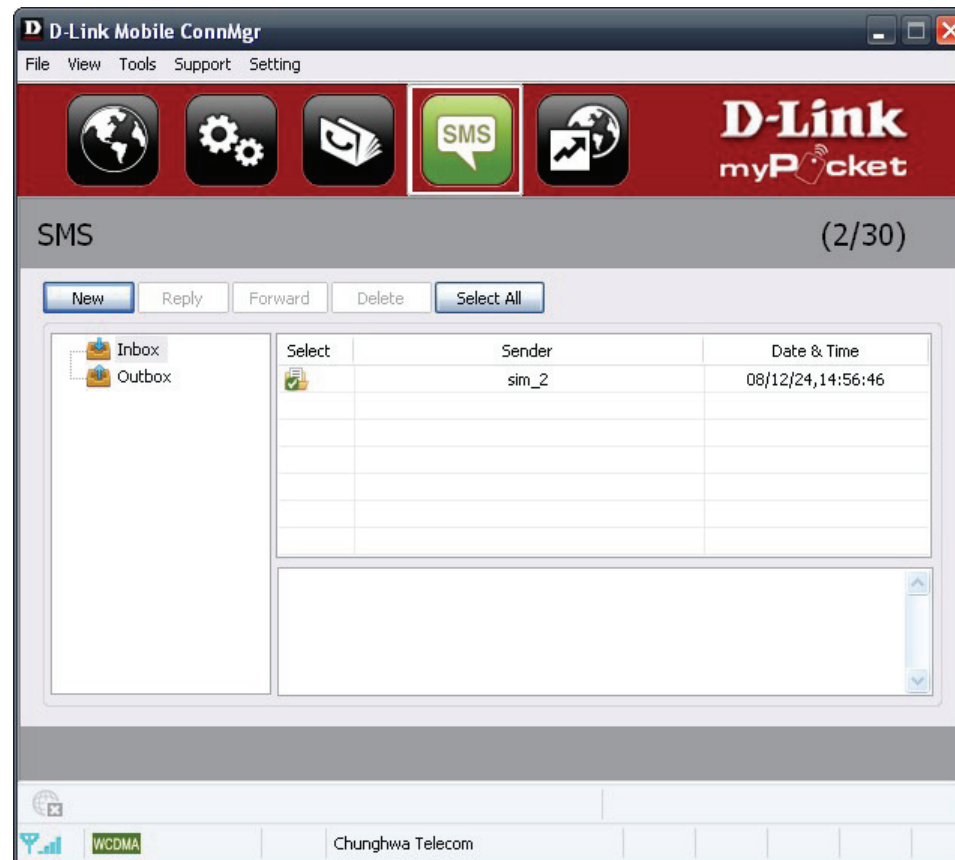 D D-Link Mobile ConnMgr
File View Tools Support Setting
SMS
D-Link
myPocket
SMS (2/30)
New Reply Forward Delete Select All
Inbox
Outbox
Select Sender Date & Time
sim_2 08/12/24,14:56:46
WCDMA Chunghwa Telecom